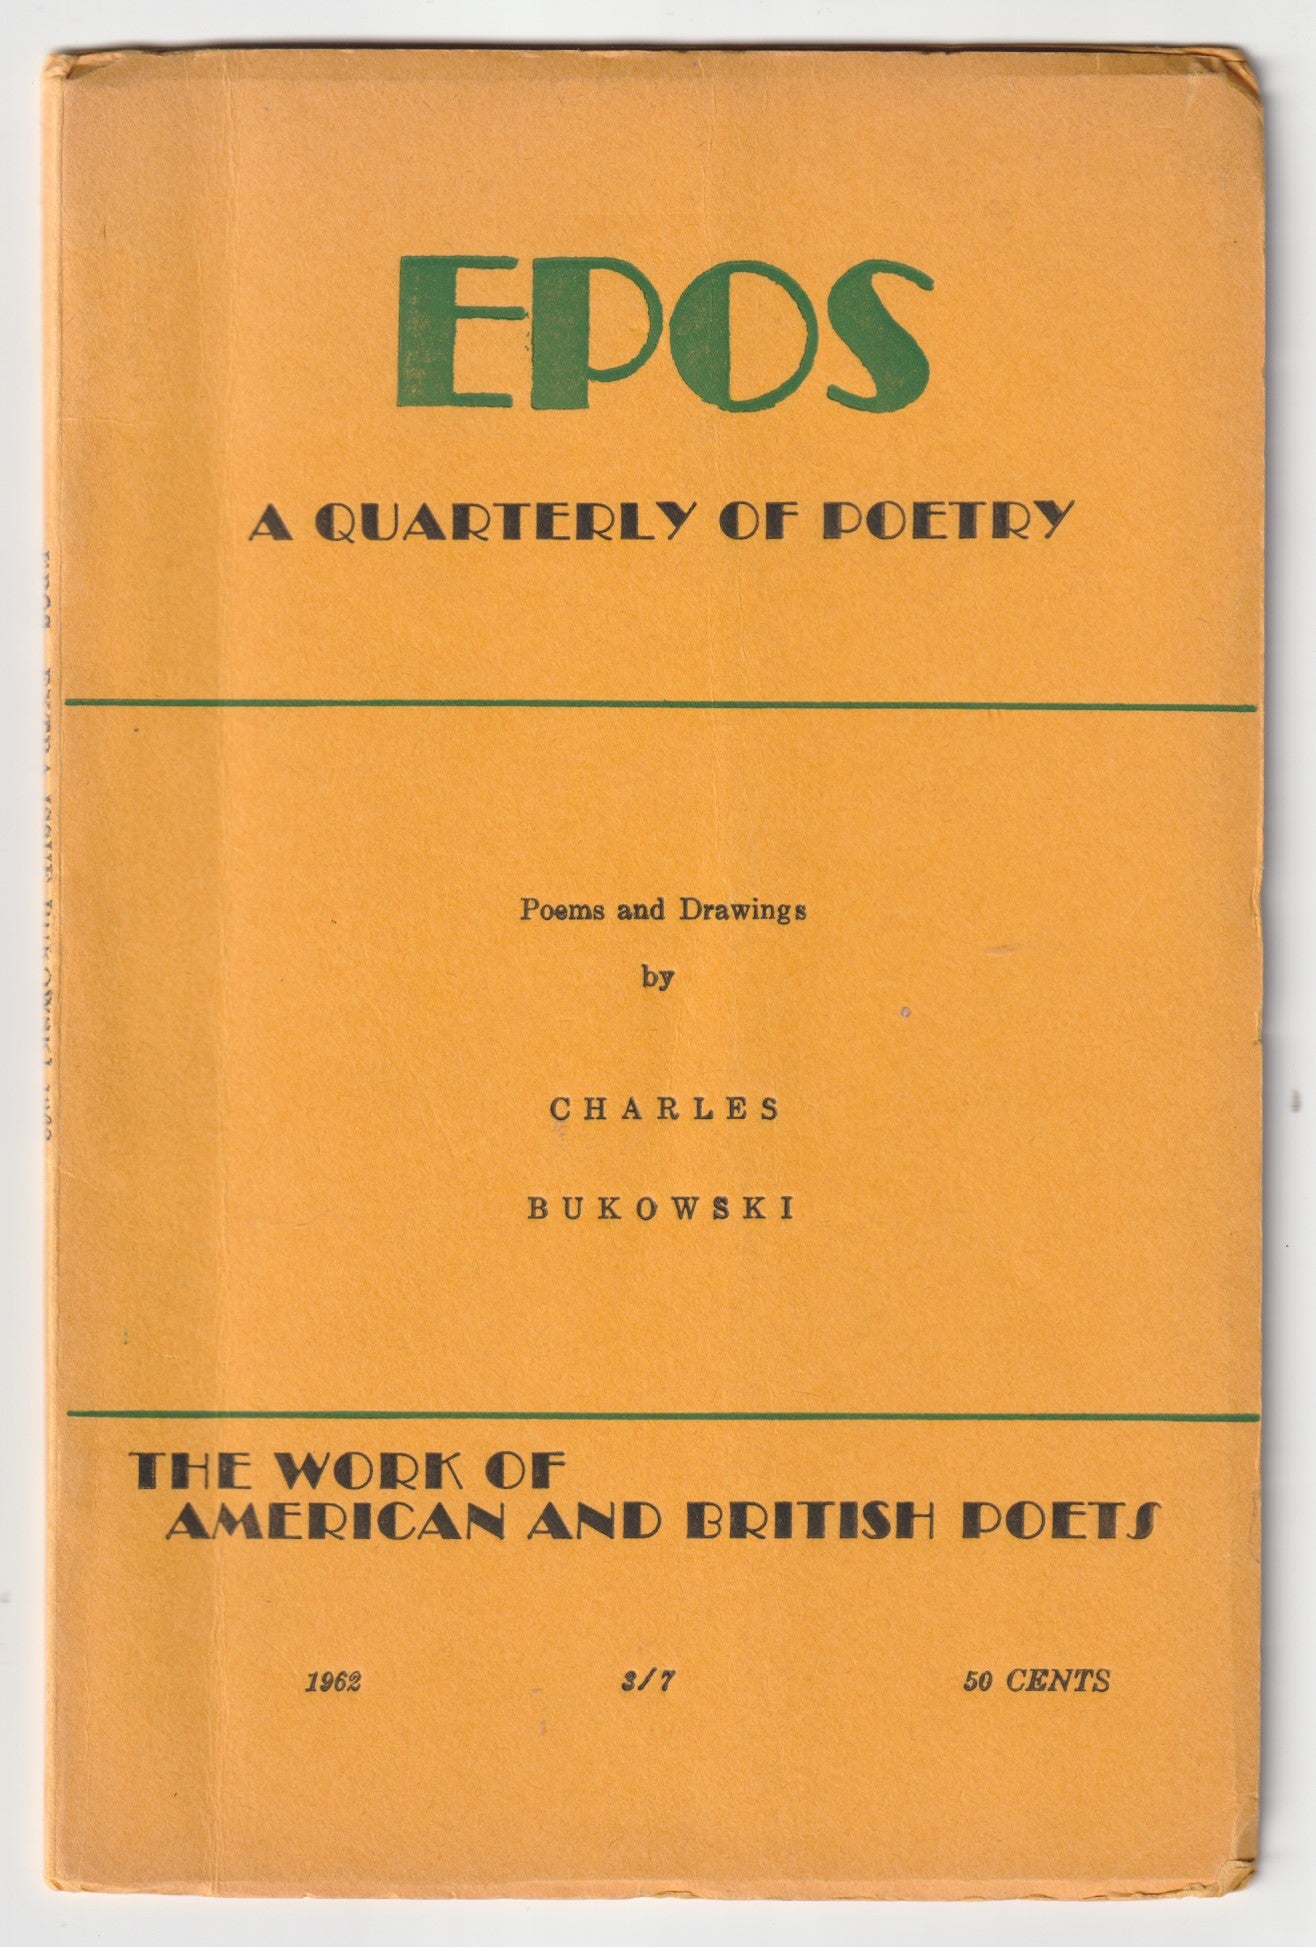 EPOS
A QUARTERLY OF POETRY
Poems and Drawings
by
CHARLES
BUKOWSKI
THE WORK OF
AMERICAN AND BRITISH POETS
1962 3/7 50 CENTS